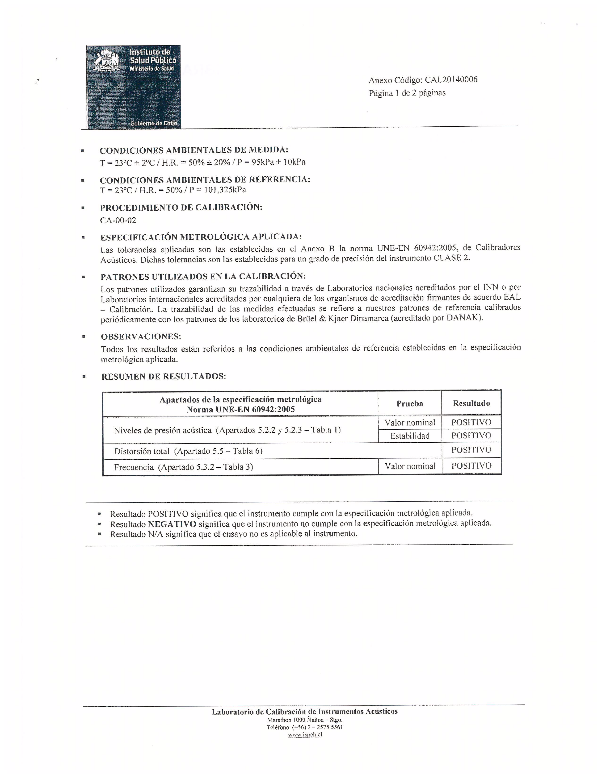 Instituto de
Salud Pública
Ministerio de Salud
Gobierno de Chile
Anexo Código: CAL20140006
Página 1 de 2 páginas
▪ CONDICIONES AMBIENTALES DE MEDIDA:
T = 23ºC ± 2ºC / H.R. = 50% ± 20% / P = 95kPa ± 10kPa
▪ CONDICIONES AMBIENTALES DE REFERENCIA:
T = 23ºC / H.R. = 50% / P = 101,325kPa
▪ PROCEDIMIENTO DE CALIBRACIÓN:
CA-00-02
▪ ESPECIFICACIÓN METROLÓGICA APLICADA:
Las tolerancias aplicadas son las establecidas en el Anexo B la norma UNE-EN 60942:2005, de Calibradores
Acústicos. Dichas tolerancias son las establecidas para un grado de precisión del instrumento CLASE 2.
▪ PATRONES UTILIZADOS EN LA CALIBRACIÓN:
Los patrones utilizados garantizan su trazabilidad a través de Laboratorios nacionales acreditados por el INN o por
Laboratorios internacionales acreditados por cualquiera de los organismos de acreditación firmantes de acuerdo EAL
– Calibración. La trazabilidad de las medidas efectuadas se refiere a nuestros patrones de referencia calibrados
periódicamente con los patrones de los laboratorios de Brüel & Kjaer Dinamarca (acreditado por DANAK).
▪ OBSERVACIONES:
Todos los resultados están referidos a las condiciones ambientales de referencia establecidas en la especificación
metrológica aplicada.
▪ RESUMEN DE RESULTADOS:
Apartados de la especificación metrológica
Norma UNE-EN 60942:2005
Prueba
Resultado
Niveles de presión acústica (Apartados 5.2.2 y 5.2.3 – Tabla 1)
Valor nominal POSITIVO
Estabilidad POSITIVO
Distorsión total (Apartado 5.5 – Tabla 6) POSITIVO
Frecuencia (Apartado 5.3.2 – Tabla 3) Valor nominal POSITIVO
▪ Resultado POSITIVO significa que el instrumento cumple con la especificación metrológica aplicada.
▪ Resultado NEGATIVO significa que el instrumento no cumple con la especificación metrológica aplicada.
▪ Resultado N/A significa que el ensayo no es aplicable al instrumento.
Laboratorio de Calibración de Instrumentos Acústicos
Marathon 1000 Ñuñoa – Stgo.
Teléfono: (+56) 2 – 2575 5561
www.ispch.cl